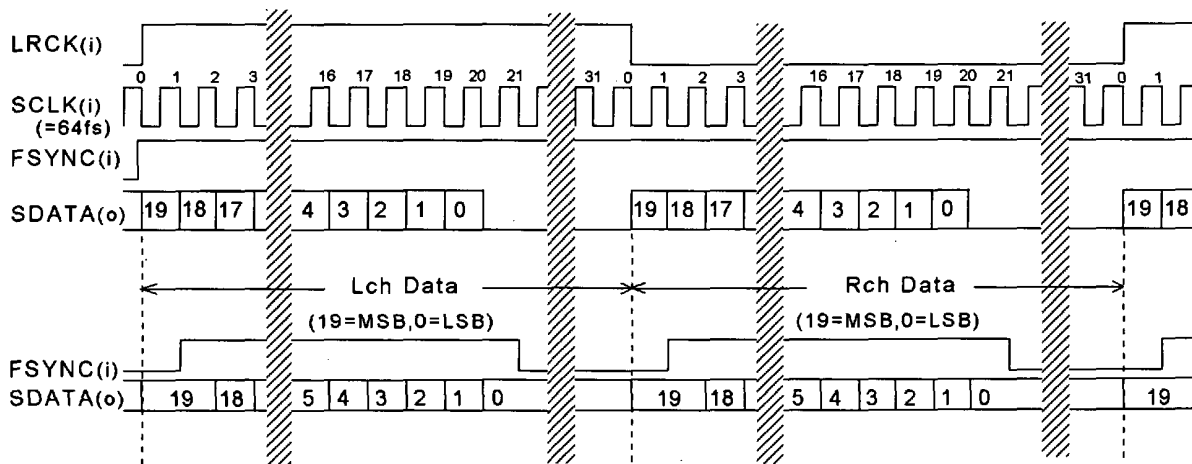 LRCK(i)
0 1 2 3 16 17 18 19 20 21 31 0 1 2 3 16 17 18 19 20 21 31 0 1
SCLK(i)
(=64fs)
FSYNC(i)
SDATA(o) 19 18 17 4 3 2 1 0 19 18 17 4 3 2 1 0 19 18
Lch Data Rch Data
(19=MSB,0=LSB) (19=MSB,0=LSB)
FSYNC(i)
SDATA(o) 19 18 5 4 3 2 1 0 19 18 5 4 3 2 1 0 19